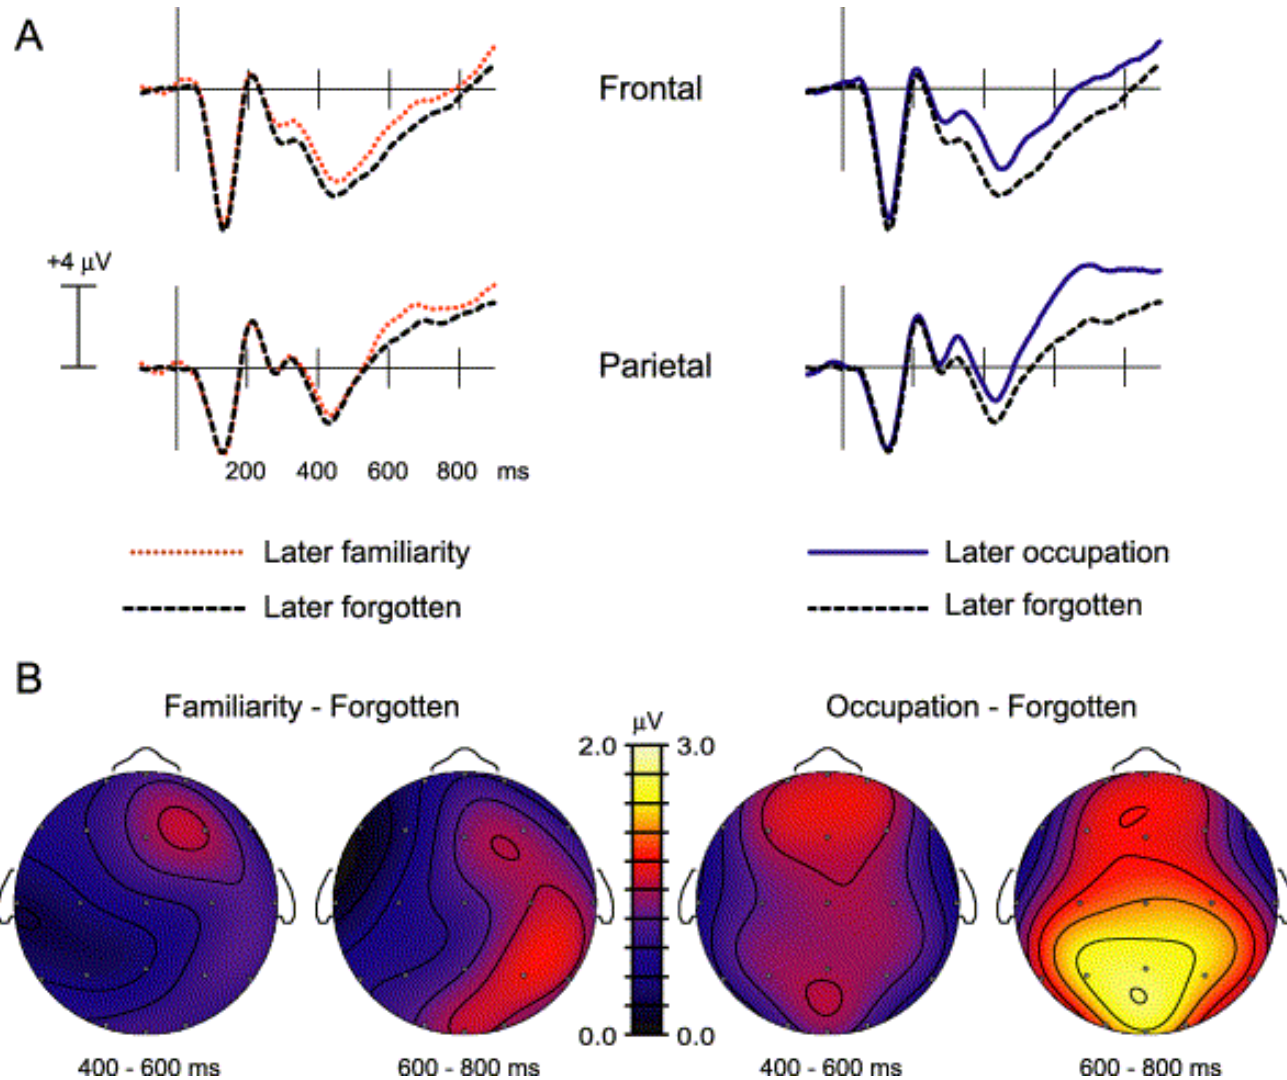 A
Frontal
+4 µV
Parietal
200 400 600 800 ms
Later familiarity
Later occupation
Later forgotten
Later forgotten
B
Familiarity - Forgotten
Occupation - Forgotten
µV
2.0 3.0
0.0 0.0
400 - 600 ms
600 - 800 ms
400 - 600 ms
600 - 800 ms